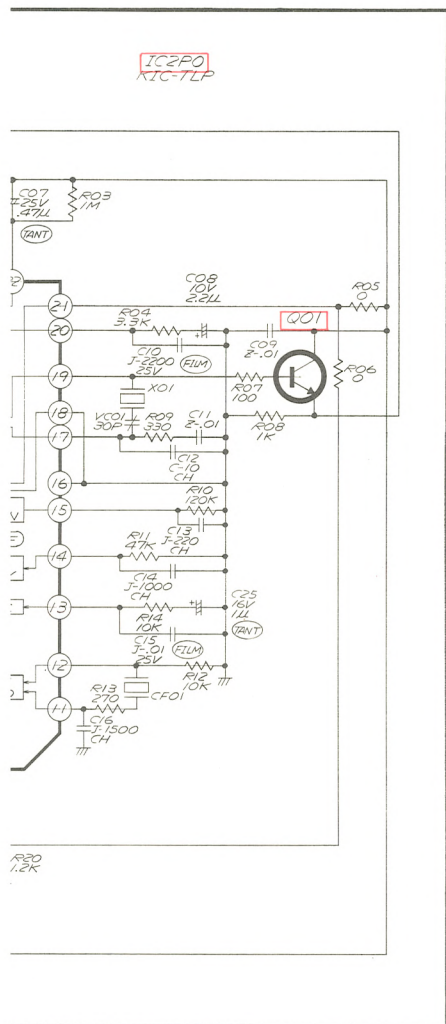 IC2P0
KIC-TLP
C07
25V
.47µ
TANT
R03
1M
C08
10V
2.2µ
R05
0
21
20
R04
3.3K
Q01
C10
J-2200
25V
FILM
C09
Z-.01
R06
0
19
X01
R07
100
18
17
VC01
30P
R09
330
C11
Z-.01
R08
1K
C12
C-10
CH
16
R10
120K
15
C13
J-220
CH
14
R11
47K
C14
J-1000
CH
C25
16V
1µ
TANT
13
R14
10K
C15
J-.01
25V
FILM
12
R12
10K
R13
270
CF01
11
C16
J-1500
CH
R20
1.2K